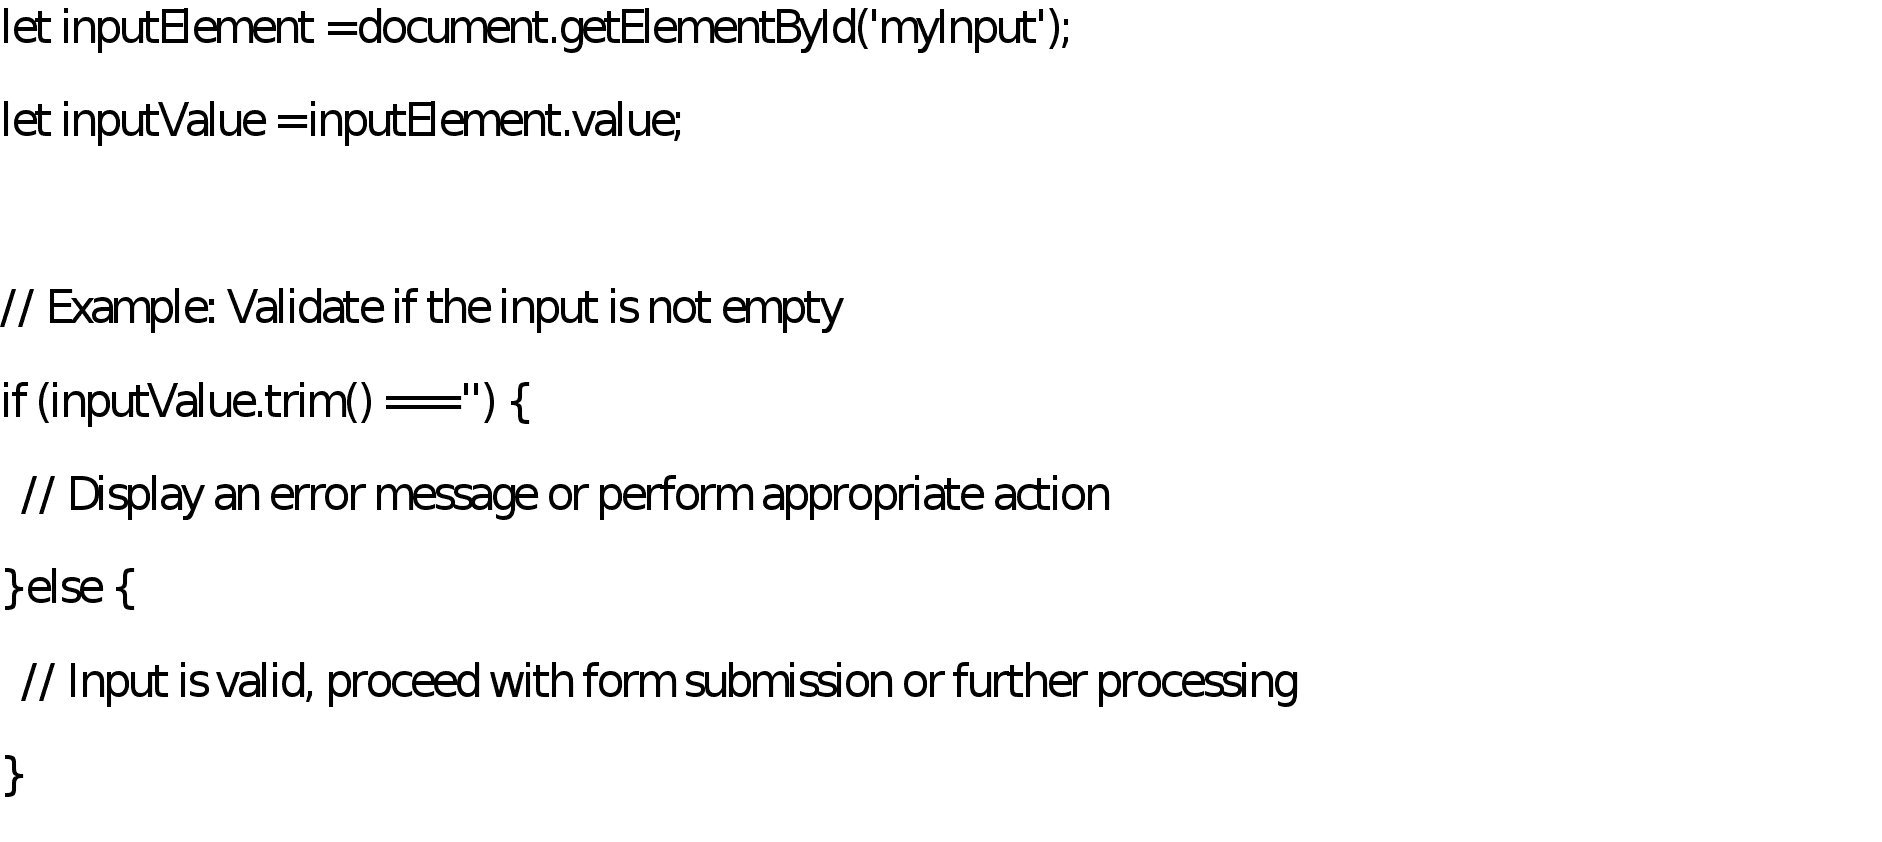 let inputElement = document.getElementById('myInput');
let inputValue = inputElement.value;
// Example: Validate if the input is not empty
if (inputValue.trim() === '') {
  // Display an error message or perform appropriate action
} else {
  // Input is valid, proceed with form submission or further processing
}